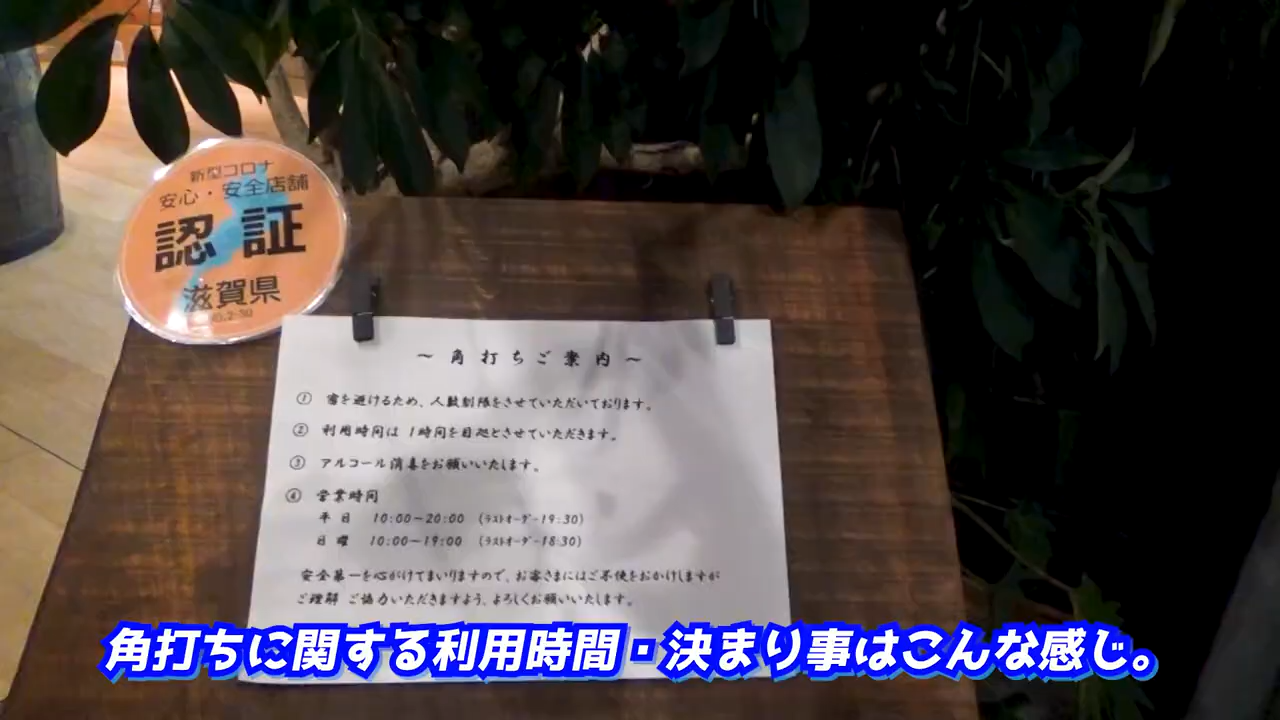 新型コロナ
安心・安全店舗
認証
滋賀県
～角打ちご案内～
① 密を避けるため、人数制限をさせていただいております。
② 利用時間は 1時間を目処とさせていただきます。
③ アルコール消毒をお願いいたします。
④ 営業時間
平日 10:00～20:00 (ラストオーダー19:30)
日曜 10:00～19:00 (ラストオーダー18:30)
安全第一を心がけてまいりますので、お客さまにはご不便をおかけしますが
ご理解 ご協力いただきますよう、よろしくお願いいたします。
角打ちに関する利用時間・決まり事はこんな感じ。